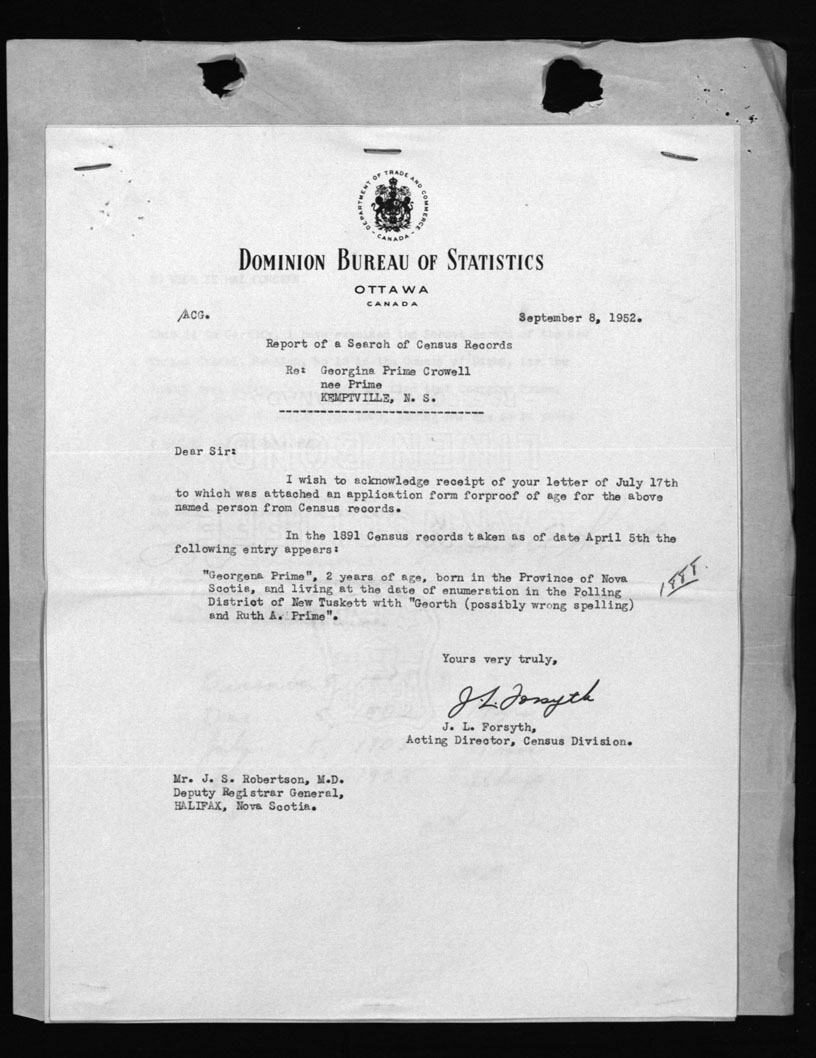 DEPARTMENT OF TRADE AND COMMERCE
- CANADA -
DOMINION BUREAU OF STATISTICS
OTTAWA
CANADA
/ACG.
September 8, 1952.
Report of a Search of Census Records
Re: Georgina Prime Crowell
nee Prime
KEMPTVILLE, N. S.
Dear Sir:
I wish to acknowledge receipt of your letter of July 17th
to which was attached an application form forproof of age for the above
named person from Census records.
In the 1891 Census records taken as of date April 5th the
following entry appears:
"Georgena Prime", 2 years of age, born in the Province of Nova
Scotia, and living at the date of enumeration in the Polling
District of New Tuskett with "Georth (possibly wrong spelling)
and Ruth A. Prime".
1888
Yours very truly,
J. L. Forsyth
J. L. Forsyth,
Acting Director, Census Division.
Mr. J. S. Robertson, M.D.
Deputy Registrar General,
HALIFAX, Nova Scotia.